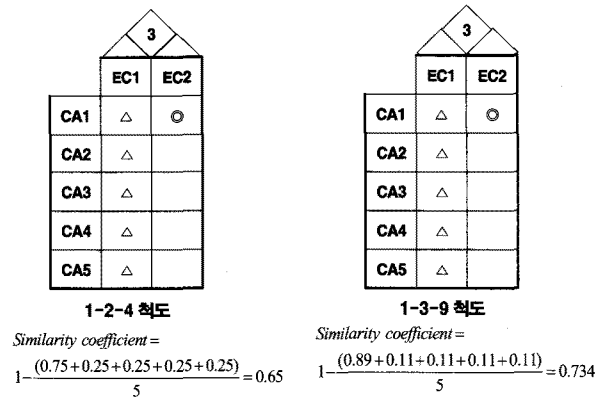 3
EC1 EC2
CA1 △ ◎
CA2 △
CA3 △
CA4 △
CA5 △
1-2-4 척도
Similarity coefficient =
1-(0.75+0.25+0.25+0.25+0.25)/5=0.65
3
EC1 EC2
CA1 △ ◎
CA2 △
CA3 △
CA4 △
CA5 △
1-3-9 척도
Similarity coefficient =
1-(0.89+0.11+0.11+0.11+0.11)/5=0.734